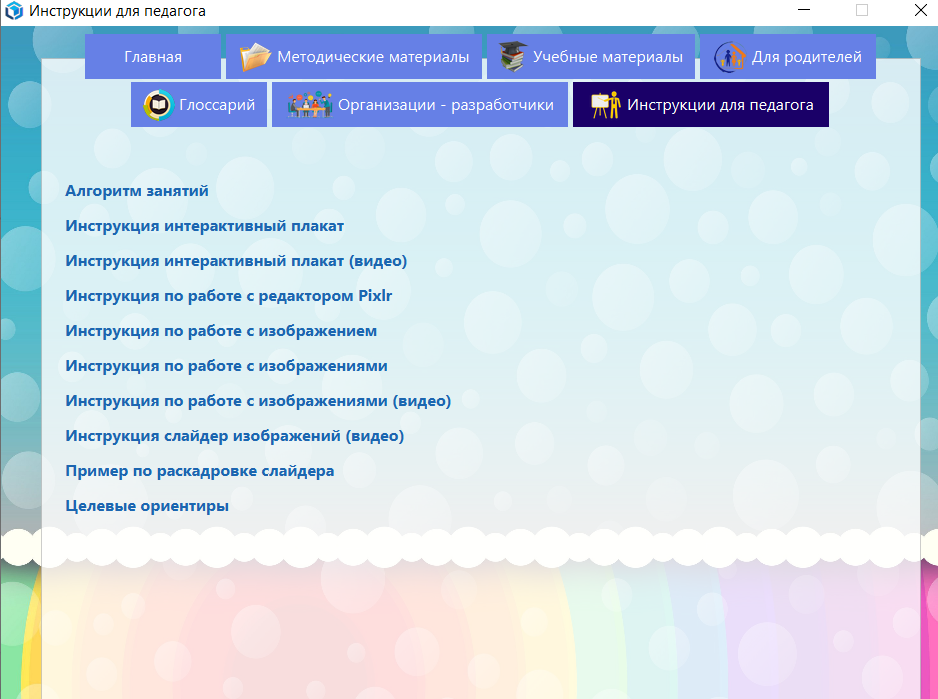 Инструкции для педагога
Главная
Методические материалы
Учебные материалы
Для родителей
Глоссарий
Организации - разработчики
Инструкции для педагога
Алгоритм занятий
Инструкция интерактивный плакат
Инструкция интерактивный плакат (видео)
Инструкция по работе с редактором Pixlr
Инструкция по работе с изображением
Инструкция по работе с изображениями
Инструкция по работе с изображениями (видео)
Инструкция слайдер изображений (видео)
Пример по раскадровке слайдера
Целевые ориентиры